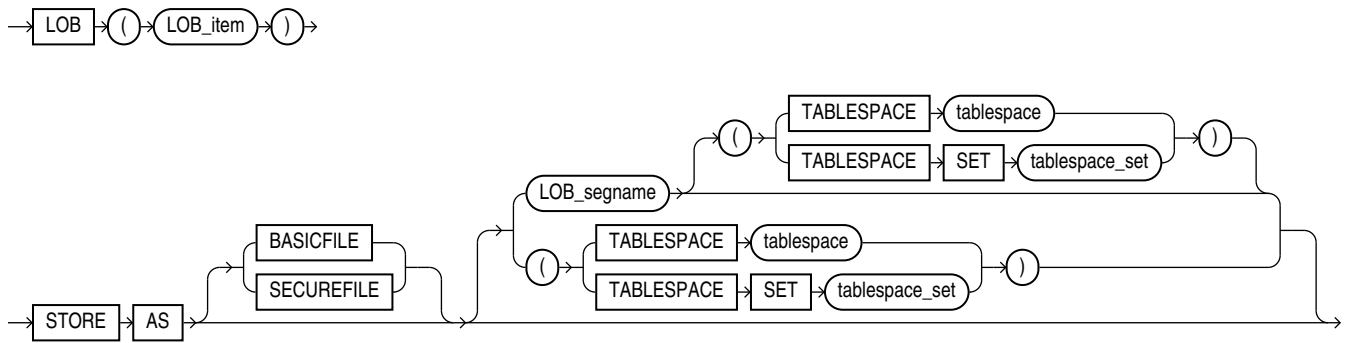 LOB ( LOB_item )
TABLESPACE tablespace
( )
TABLESPACE SET tablespace_set
LOB_segname
BASICFILE TABLESPACE tablespace
( )
SECUREFILE TABLESPACE SET tablespace_set
STORE AS